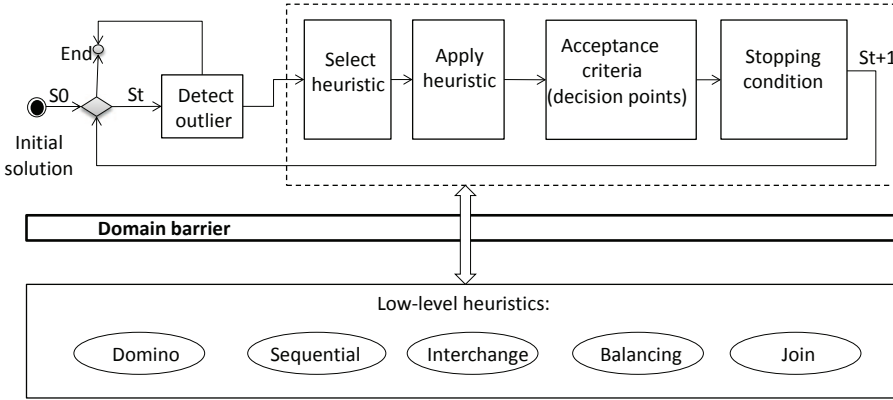 End
S0
St
Initial
solution
Detect
outlier
Select
heuristic
Apply
heuristic
Acceptance
criteria
(decision points)
Stopping
condition
St+1
Domain barrier
Low-level heuristics:
Domino
Sequential
Interchange
Balancing
Join